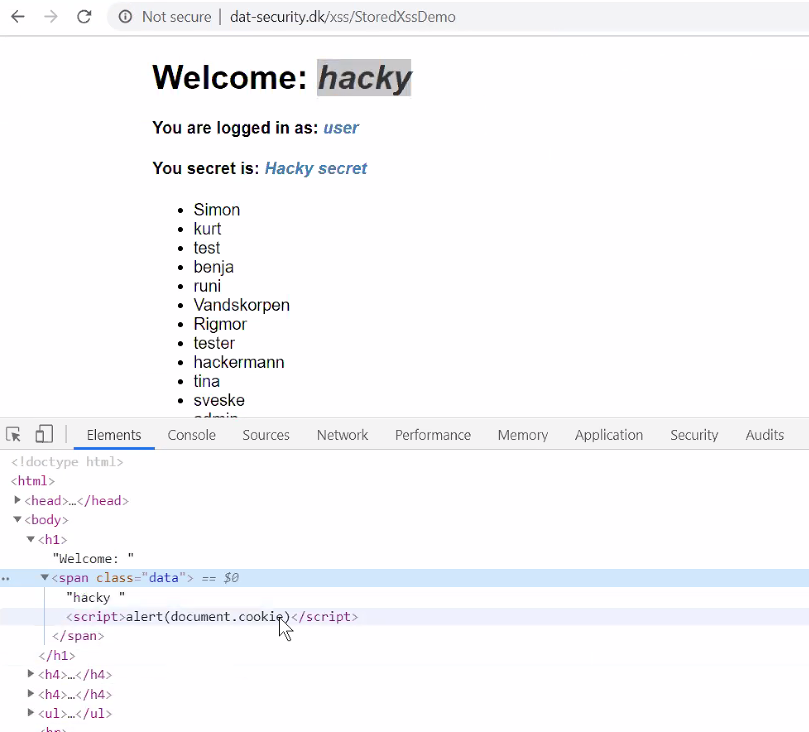 Not secure | dat-security.dk/xss/StoredXssDemo
Welcome: hacky
You are logged in as: user
You secret is: Hacky secret
• Simon
• kurt
• test
• benja
• runi
• Vandskorpen
• Rigmor
• tester
• hackermann
• tina
• sveske
• admin
Elements Console Sources Network Performance Memory Application Security Audits
<!doctype html>
<html>
<head>…</head>
<body>
<h1>
"Welcome: "
<span class="data"> == $0
"hacky "
<script>alert(document.cookie)</script>
</span>
</h1>
<h4>…</h4>
<h4>…</h4>
<ul>…</ul>